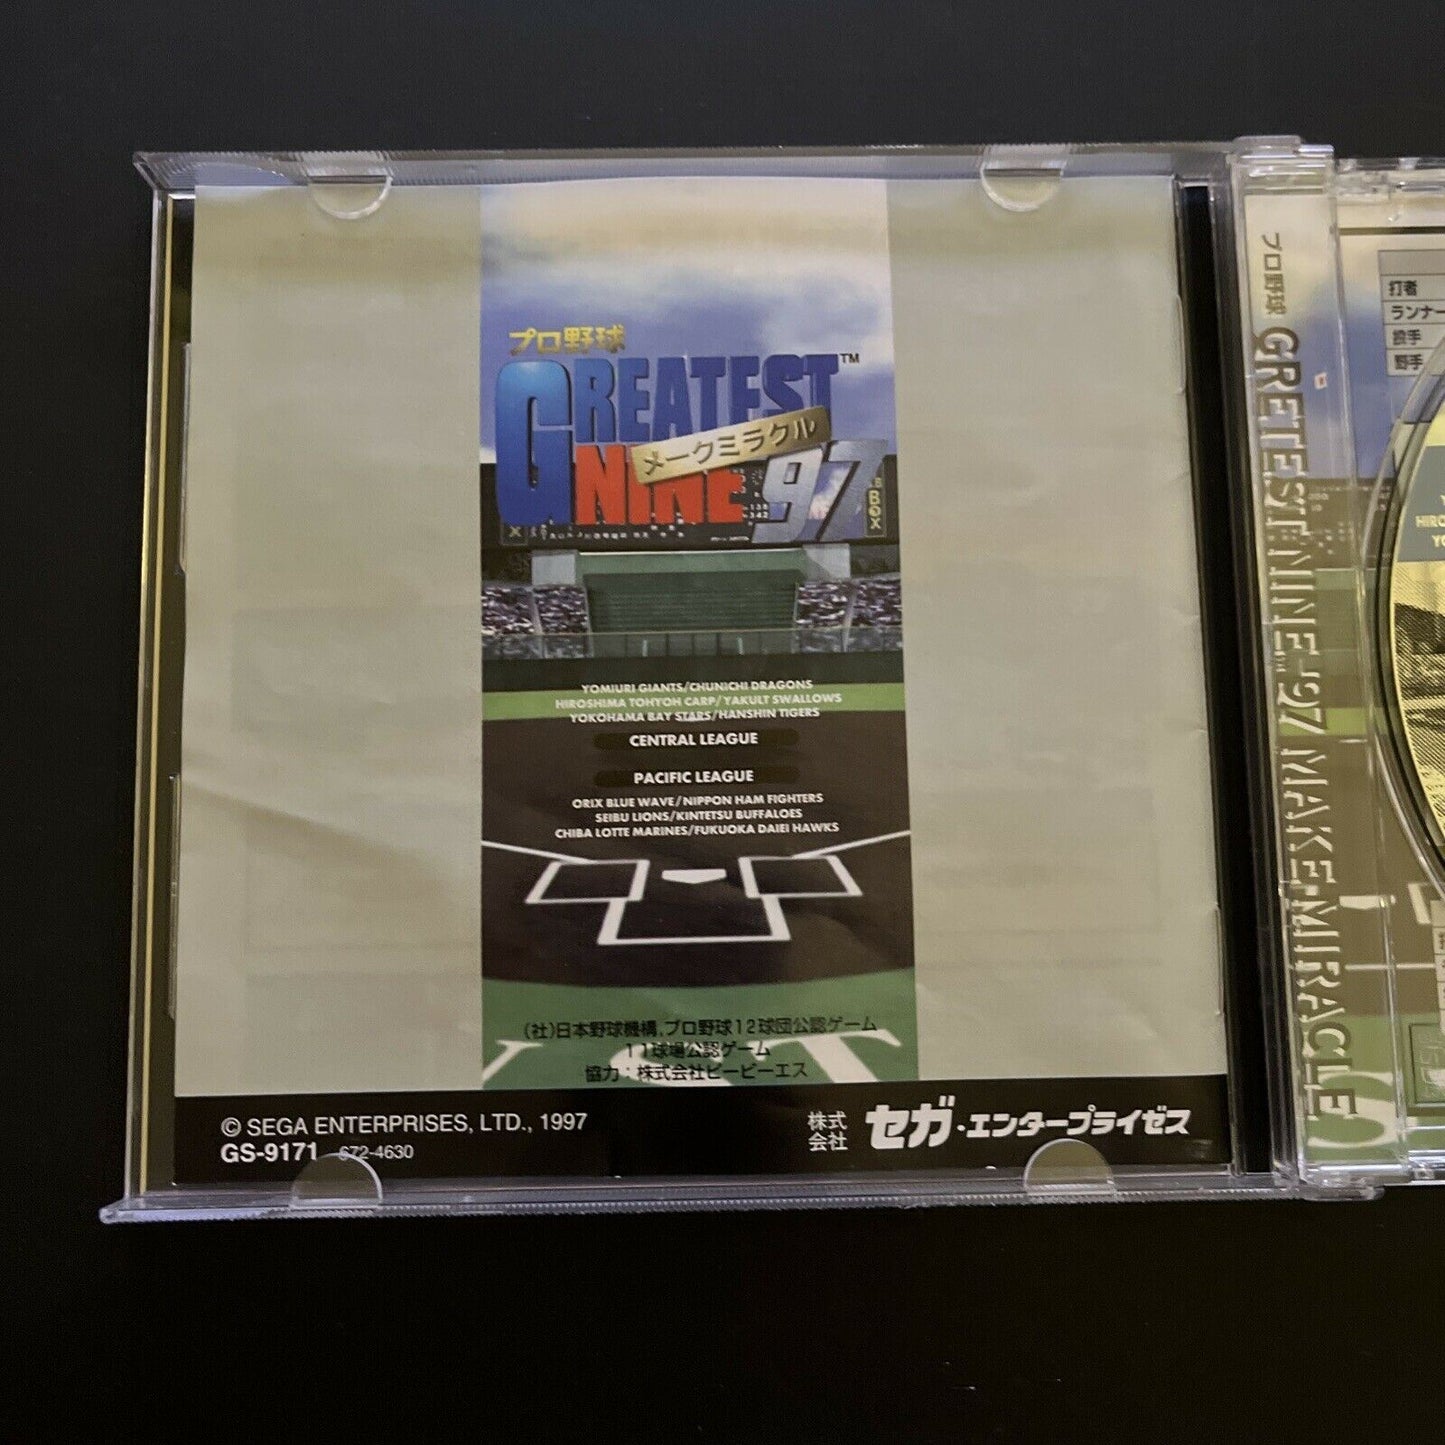 プロ野球
GREATEST™
メークミラクル
NINE '97
YOMIURI GIANTS/CHUNICHI DRAGONS
HIROSHIMA TOHYOH CARP/YAKULT SWALLOWS
YOKOHAMA BAY STARS/HANSHIN TIGERS
CENTRAL LEAGUE
PACIFIC LEAGUE
ORIX BLUE WAVE/NIPPON HAM FIGHTERS
SEIBU LIONS/KINTETSU BUFFALOES
CHIBA LOTTE MARINES/FUKUOKA DAIEI HAWKS
(社)日本野球機構,プロ野球12球団公認ゲーム
11球場公認ゲーム
協力：株式会社ピーピーエス
© SEGA ENTERPRISES, LTD., 1997
GS-9171 672-4630
株式会社 セガ・エンタープライゼス
プロ野球 GRETEST NINE '97 MAKE MIRACLE
打者
ランナー
投手
野手